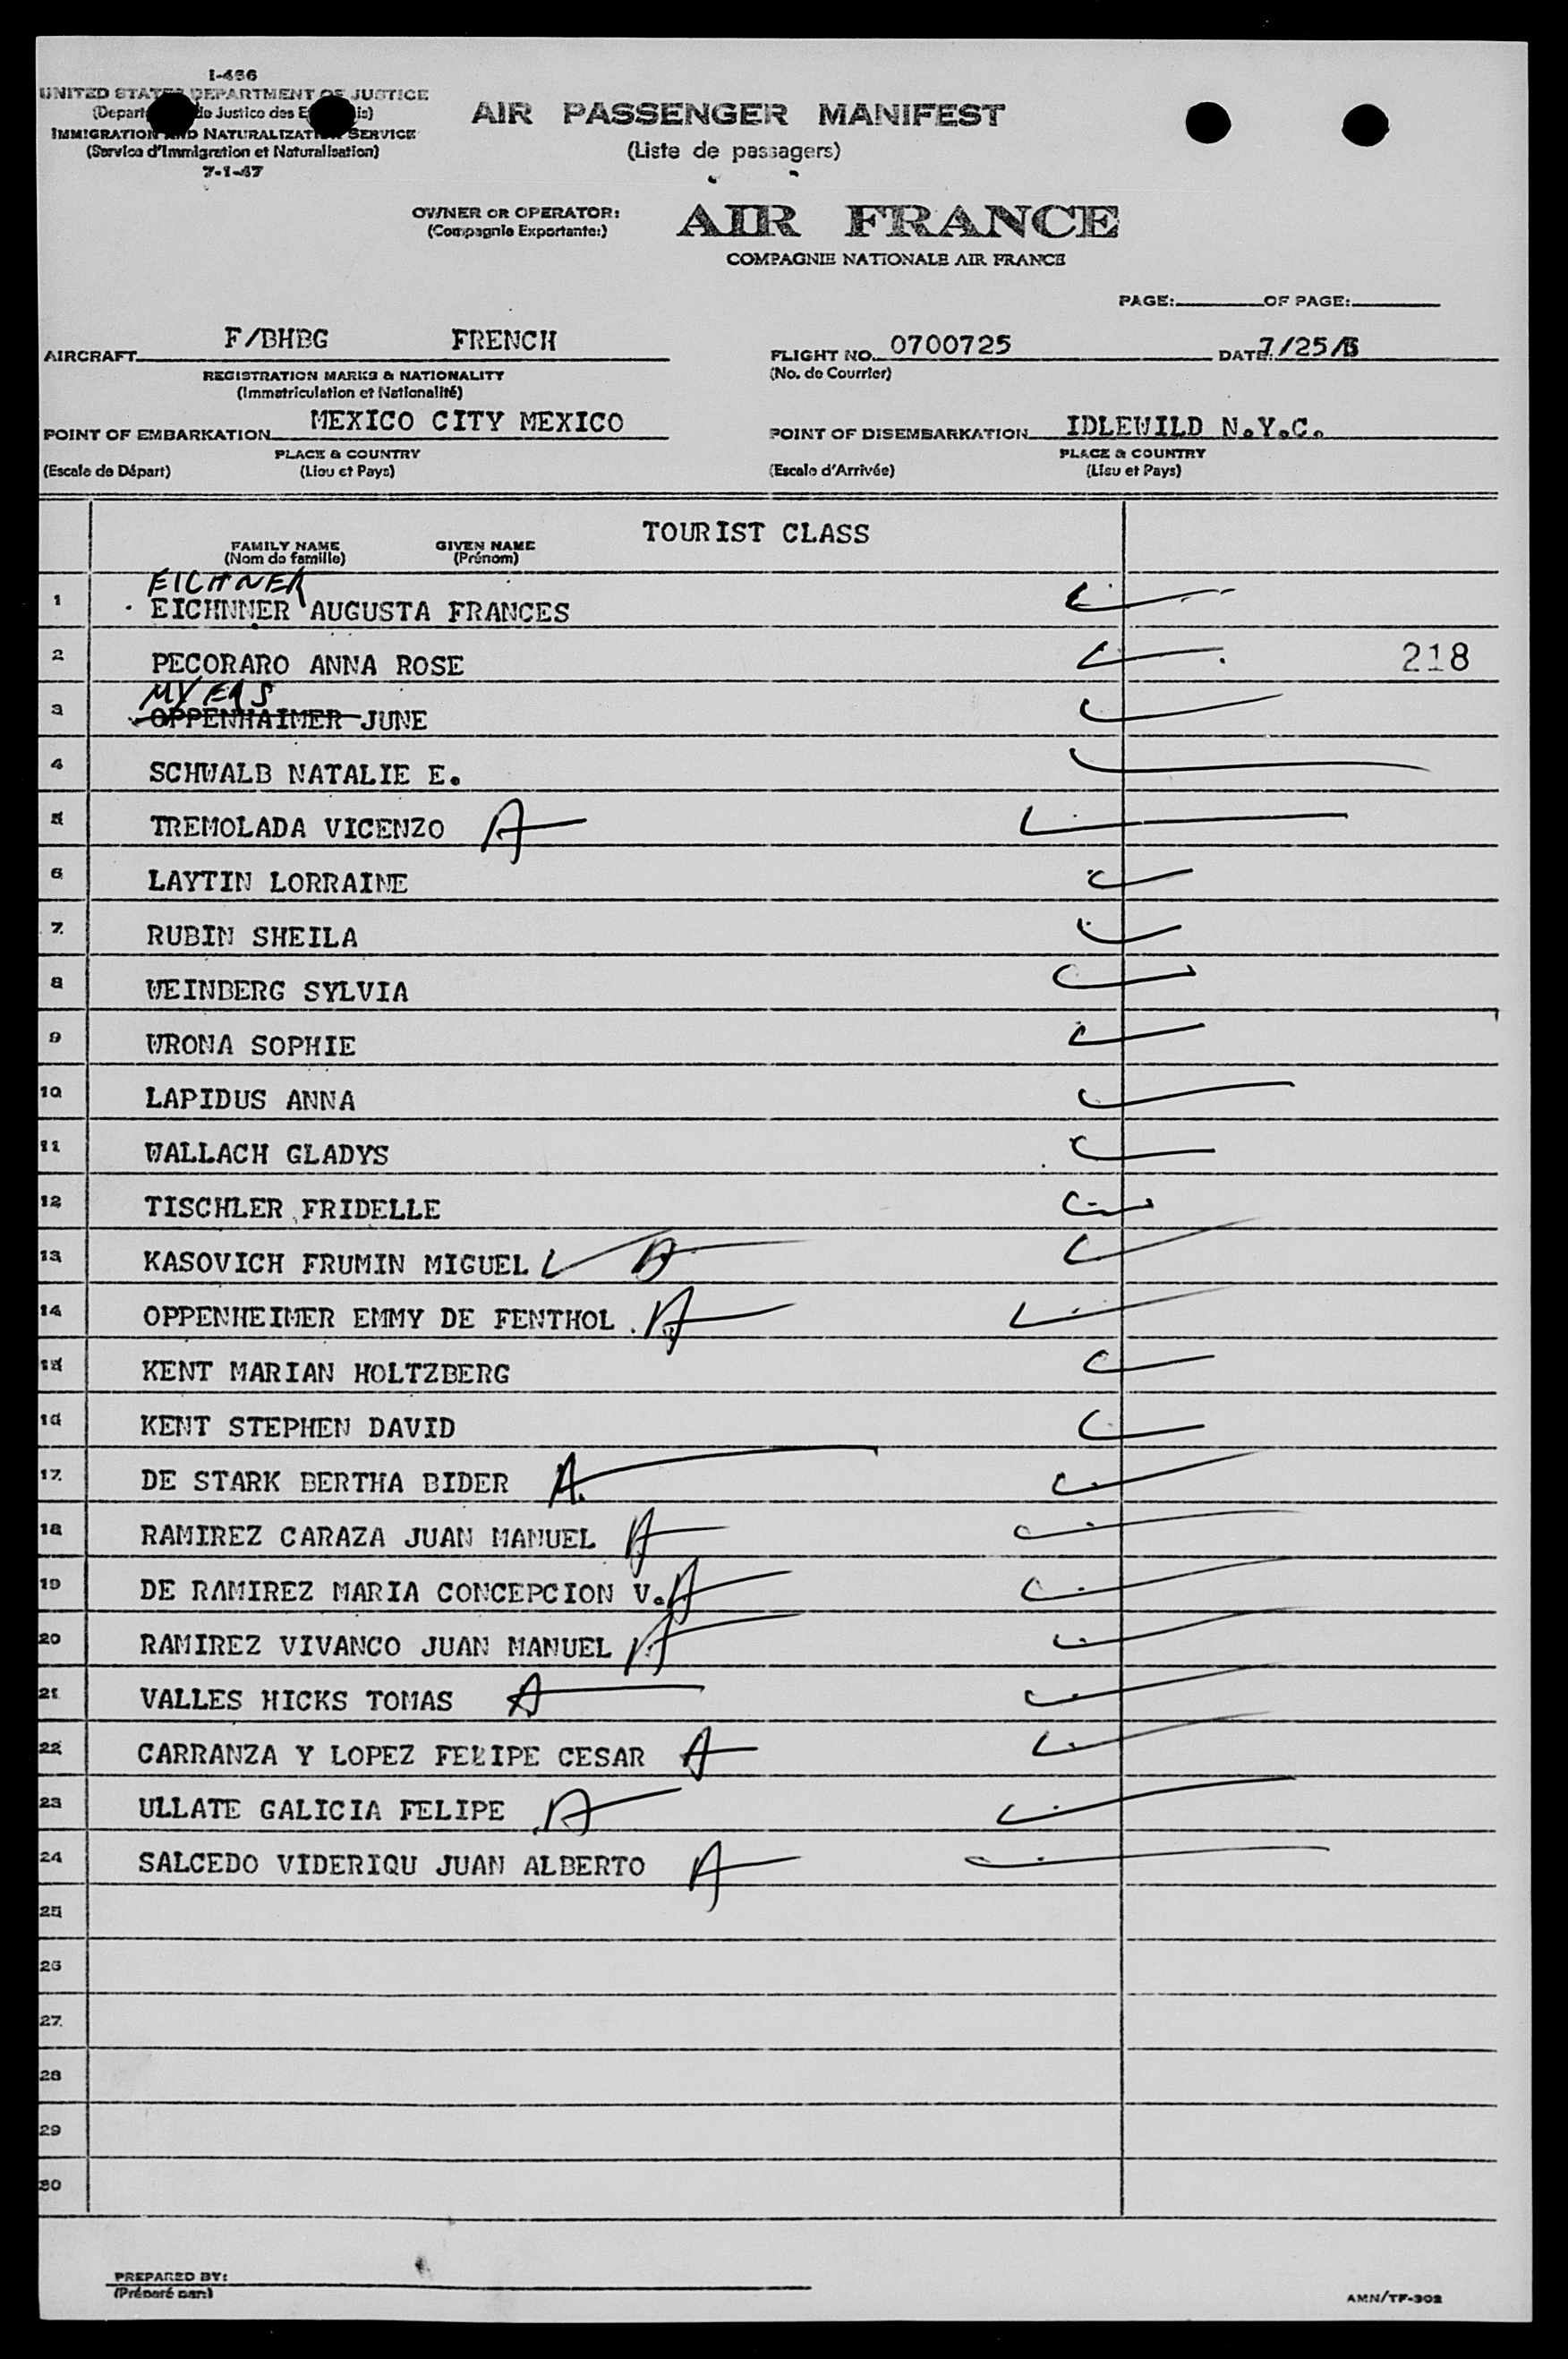 I-466
UNITED STATES DEPARTMENT OF JUSTICE
IMMIGRATION AND NATURALIZATION SERVICE
(Service d'Immigration et Naturalisation)
7-1-47
AIR PASSENGER MANIFEST
(Liste de passagers)
OWNER OR OPERATOR:
(Compagnie Exportante:)
AIR FRANCE
COMPAGNIE NATIONALE AIR FRANCE
PAGE: OF PAGE:
AIRCRAFT F/BHBG FRENCH
FLIGHT NO. 0700725 DATE: 7/25/
REGISTRATION MARKS & NATIONALITY
(Immatriculation et Nationalité)
(No. de Courrier)
POINT OF EMBARKATION MEXICO CITY MEXICO
POINT OF DISEMBARKATION IDLEWILD N.Y.C.
PLACE & COUNTRY
PLACE & COUNTRY
(Escale de Départ) (Lieu et Pays)
(Escale d'Arrivée) (Lieu et Pays)
TOURIST CLASS
FAMILY NAME GIVEN NAME
(Nom de famille) (Prénom)
EICHNER
1 EICHNNER AUGUSTA FRANCES
2 PECORARO ANNA ROSE 218
MYERS
3 OPPENHAIMER JUNE
4 SCHWALB NATALIE E.
5 TREMOLADA VICENZO A
6 LAYTIN LORRAINE
7 RUBIN SHEILA
8 WEINBERG SYLVIA
9 WRONA SOPHIE
10 LAPIDUS ANNA
11 WALLACH GLADYS
12 TISCHLER FRIDELLE
13 KASOVICH FRUMIN MIGUEL A
14 OPPENHEIMER EMMY DE FENTHOL A
15 KENT MARIAN HOLTZBERG
16 KENT STEPHEN DAVID
17 DE STARK BERTHA BIDER A
18 RAMIREZ CARAZA JUAN MANUEL A
19 DE RAMIREZ MARIA CONCEPCION V. A
20 RAMIREZ VIVANCO JUAN MANUEL A
21 VALLES HICKS TOMAS A
22 CARRANZA Y LOPEZ FELIPE CESAR A
23 ULLATE GALICIA FELIPE A
24 SALCEDO VIDERIQU JUAN ALBERTO A
25
26
27
28
29
30
PREPARED BY:
(Préparé par:)
AMN/TF-302